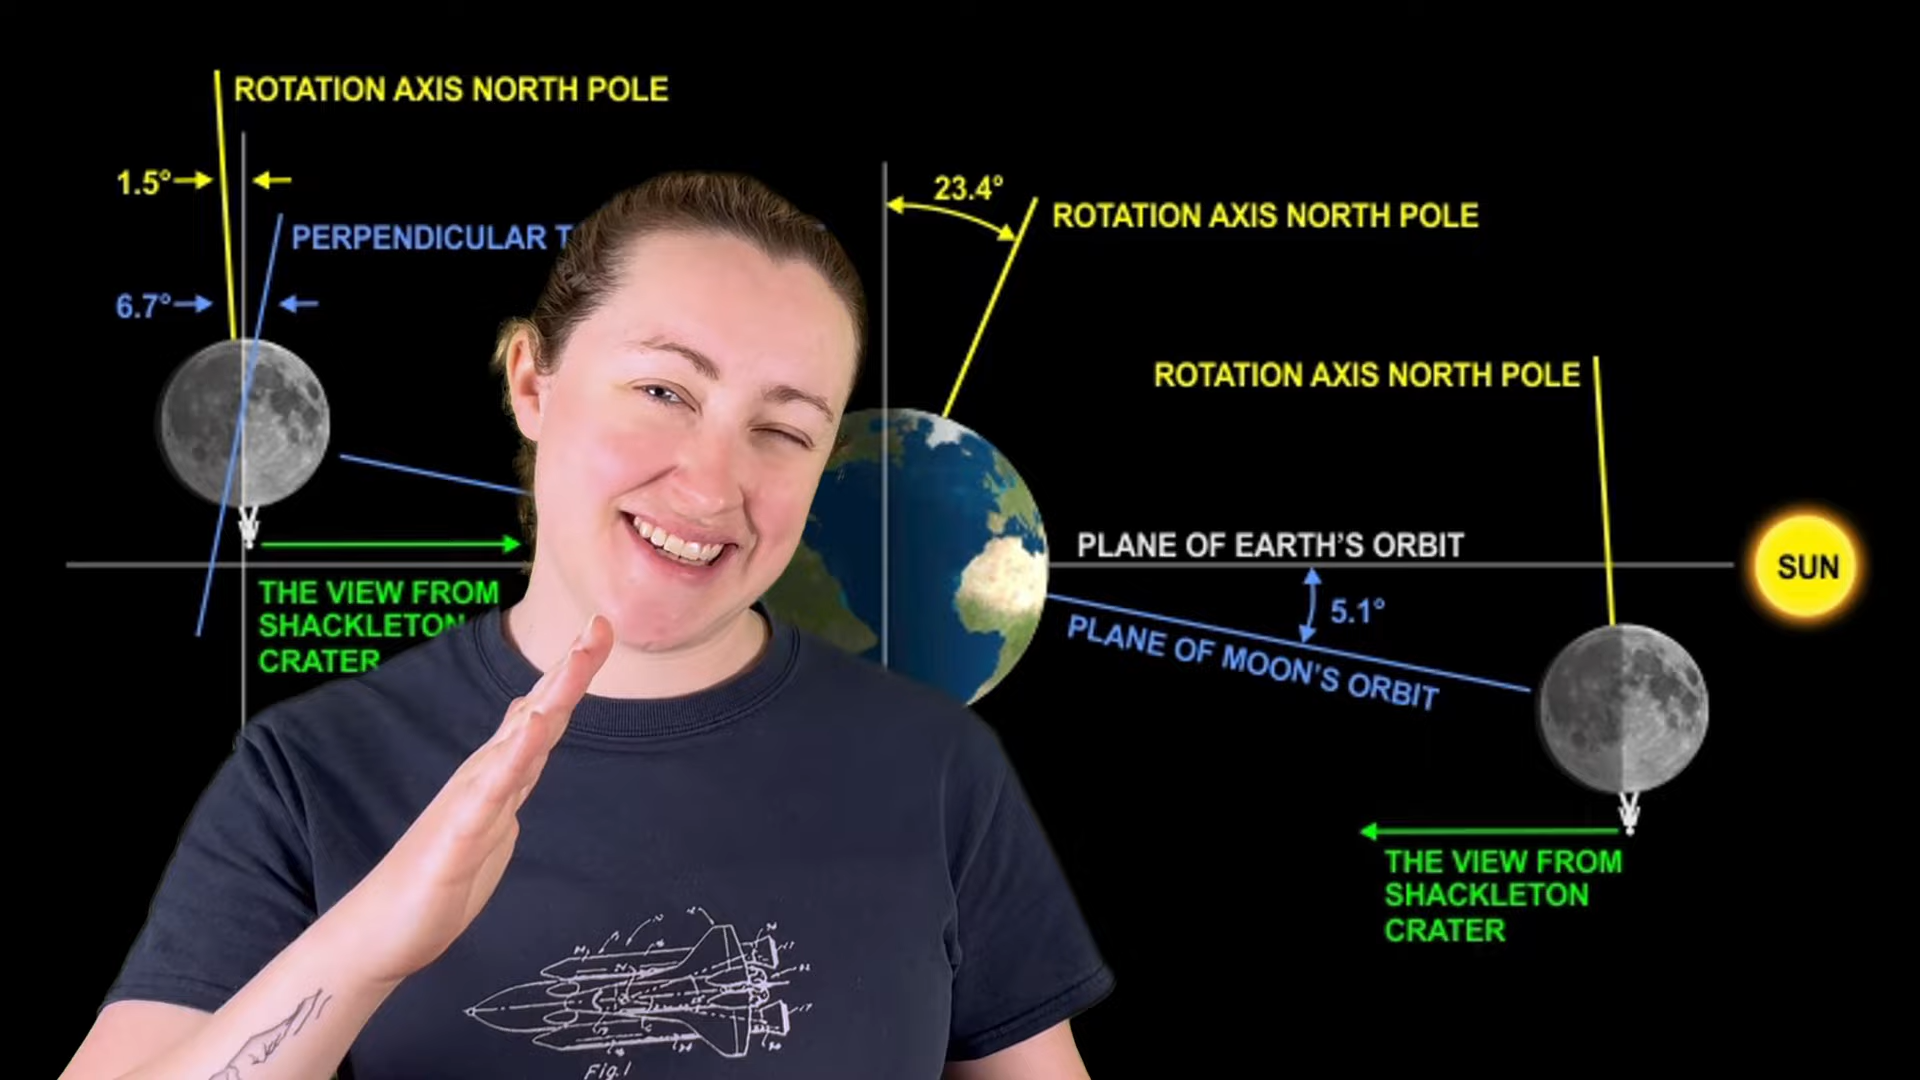 ROTATION AXIS NORTH POLE
1.5°
PERPENDICULAR
6.7°
23.4°
ROTATION AXIS NORTH POLE
ROTATION AXIS NORTH POLE
PLANE OF EARTH'S ORBIT
5.1°
PLANE OF MOON'S ORBIT
SUN
THE VIEW FROM
SHACKLETON
CRATER
THE VIEW FROM
SHACKLETON
CRATER
Fig.1